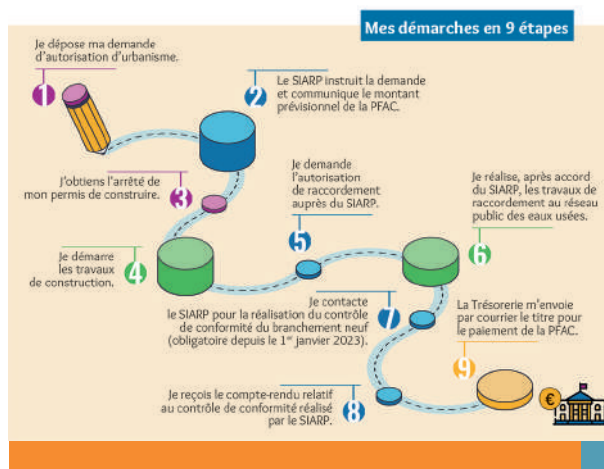 Mes démarches en 9 étapes
Je dépose ma demande
d'autorisation d'urbanisme.
1
2
Le SIARP instruit la demande
et communique le montant
prévisionnel de la PFAC.
J'obtiens l'arrêté de
mon permis de construire.
3
Je démarre
les travaux
de construction.
4
Je demande
l'autorisation
de raccordement
auprès du SIARP.
5
Je réalise, après accord
du SIARP, les travaux de
raccordement au réseau
public des eaux usées.
6
Je contacte
le SIARP pour la réalisation du contrôle
de conformité du branchement neuf
(obligatoire depuis le 1er janvier 2023).
7
Je reçois le compte-rendu relatif
au contrôle de conformité réalisé
par le SIARP.
8
La Trésorerie m'envoie
par courrier le titre pour
le paiement de la PFAC.
9
€